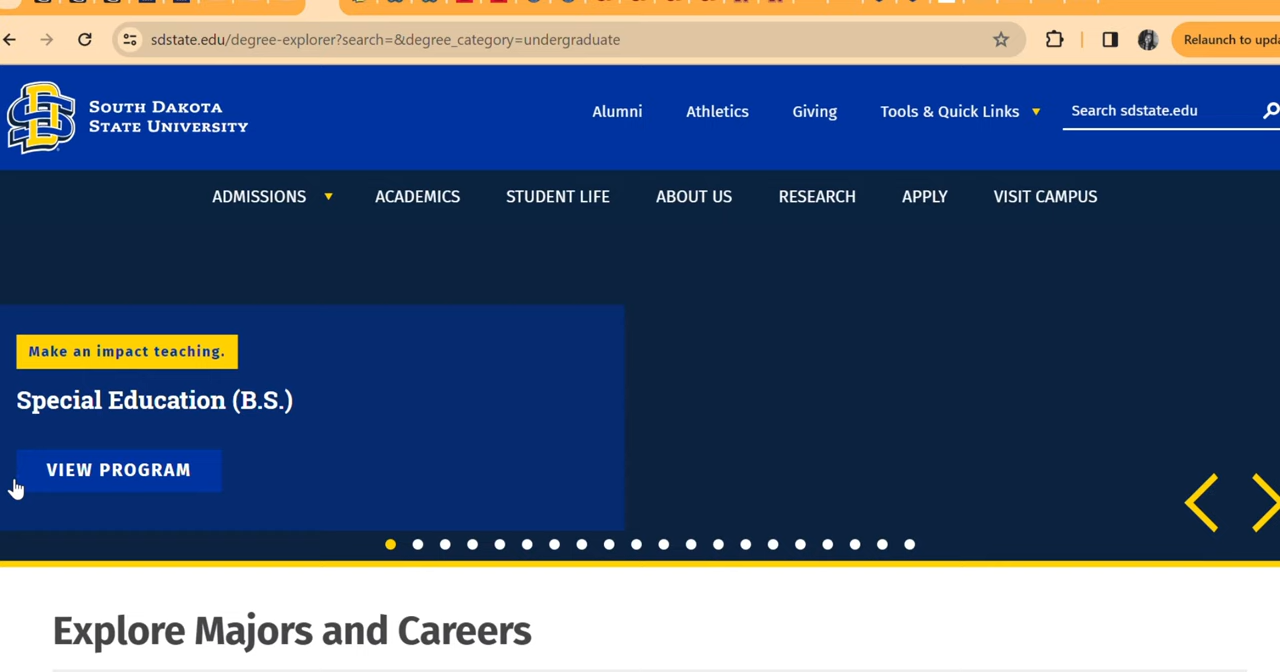 sdstate.edu/degree-explorer?search=&degree_category=undergraduate
Relaunch to upda
SOUTH DAKOTA
STATE UNIVERSITY
Alumni
Athletics
Giving
Tools & Quick Links
Search sdstate.edu
ADMISSIONS
ACADEMICS
STUDENT LIFE
ABOUT US
RESEARCH
APPLY
VISIT CAMPUS
Make an impact teaching.
Special Education (B.S.)
VIEW PROGRAM
Explore Majors and Careers